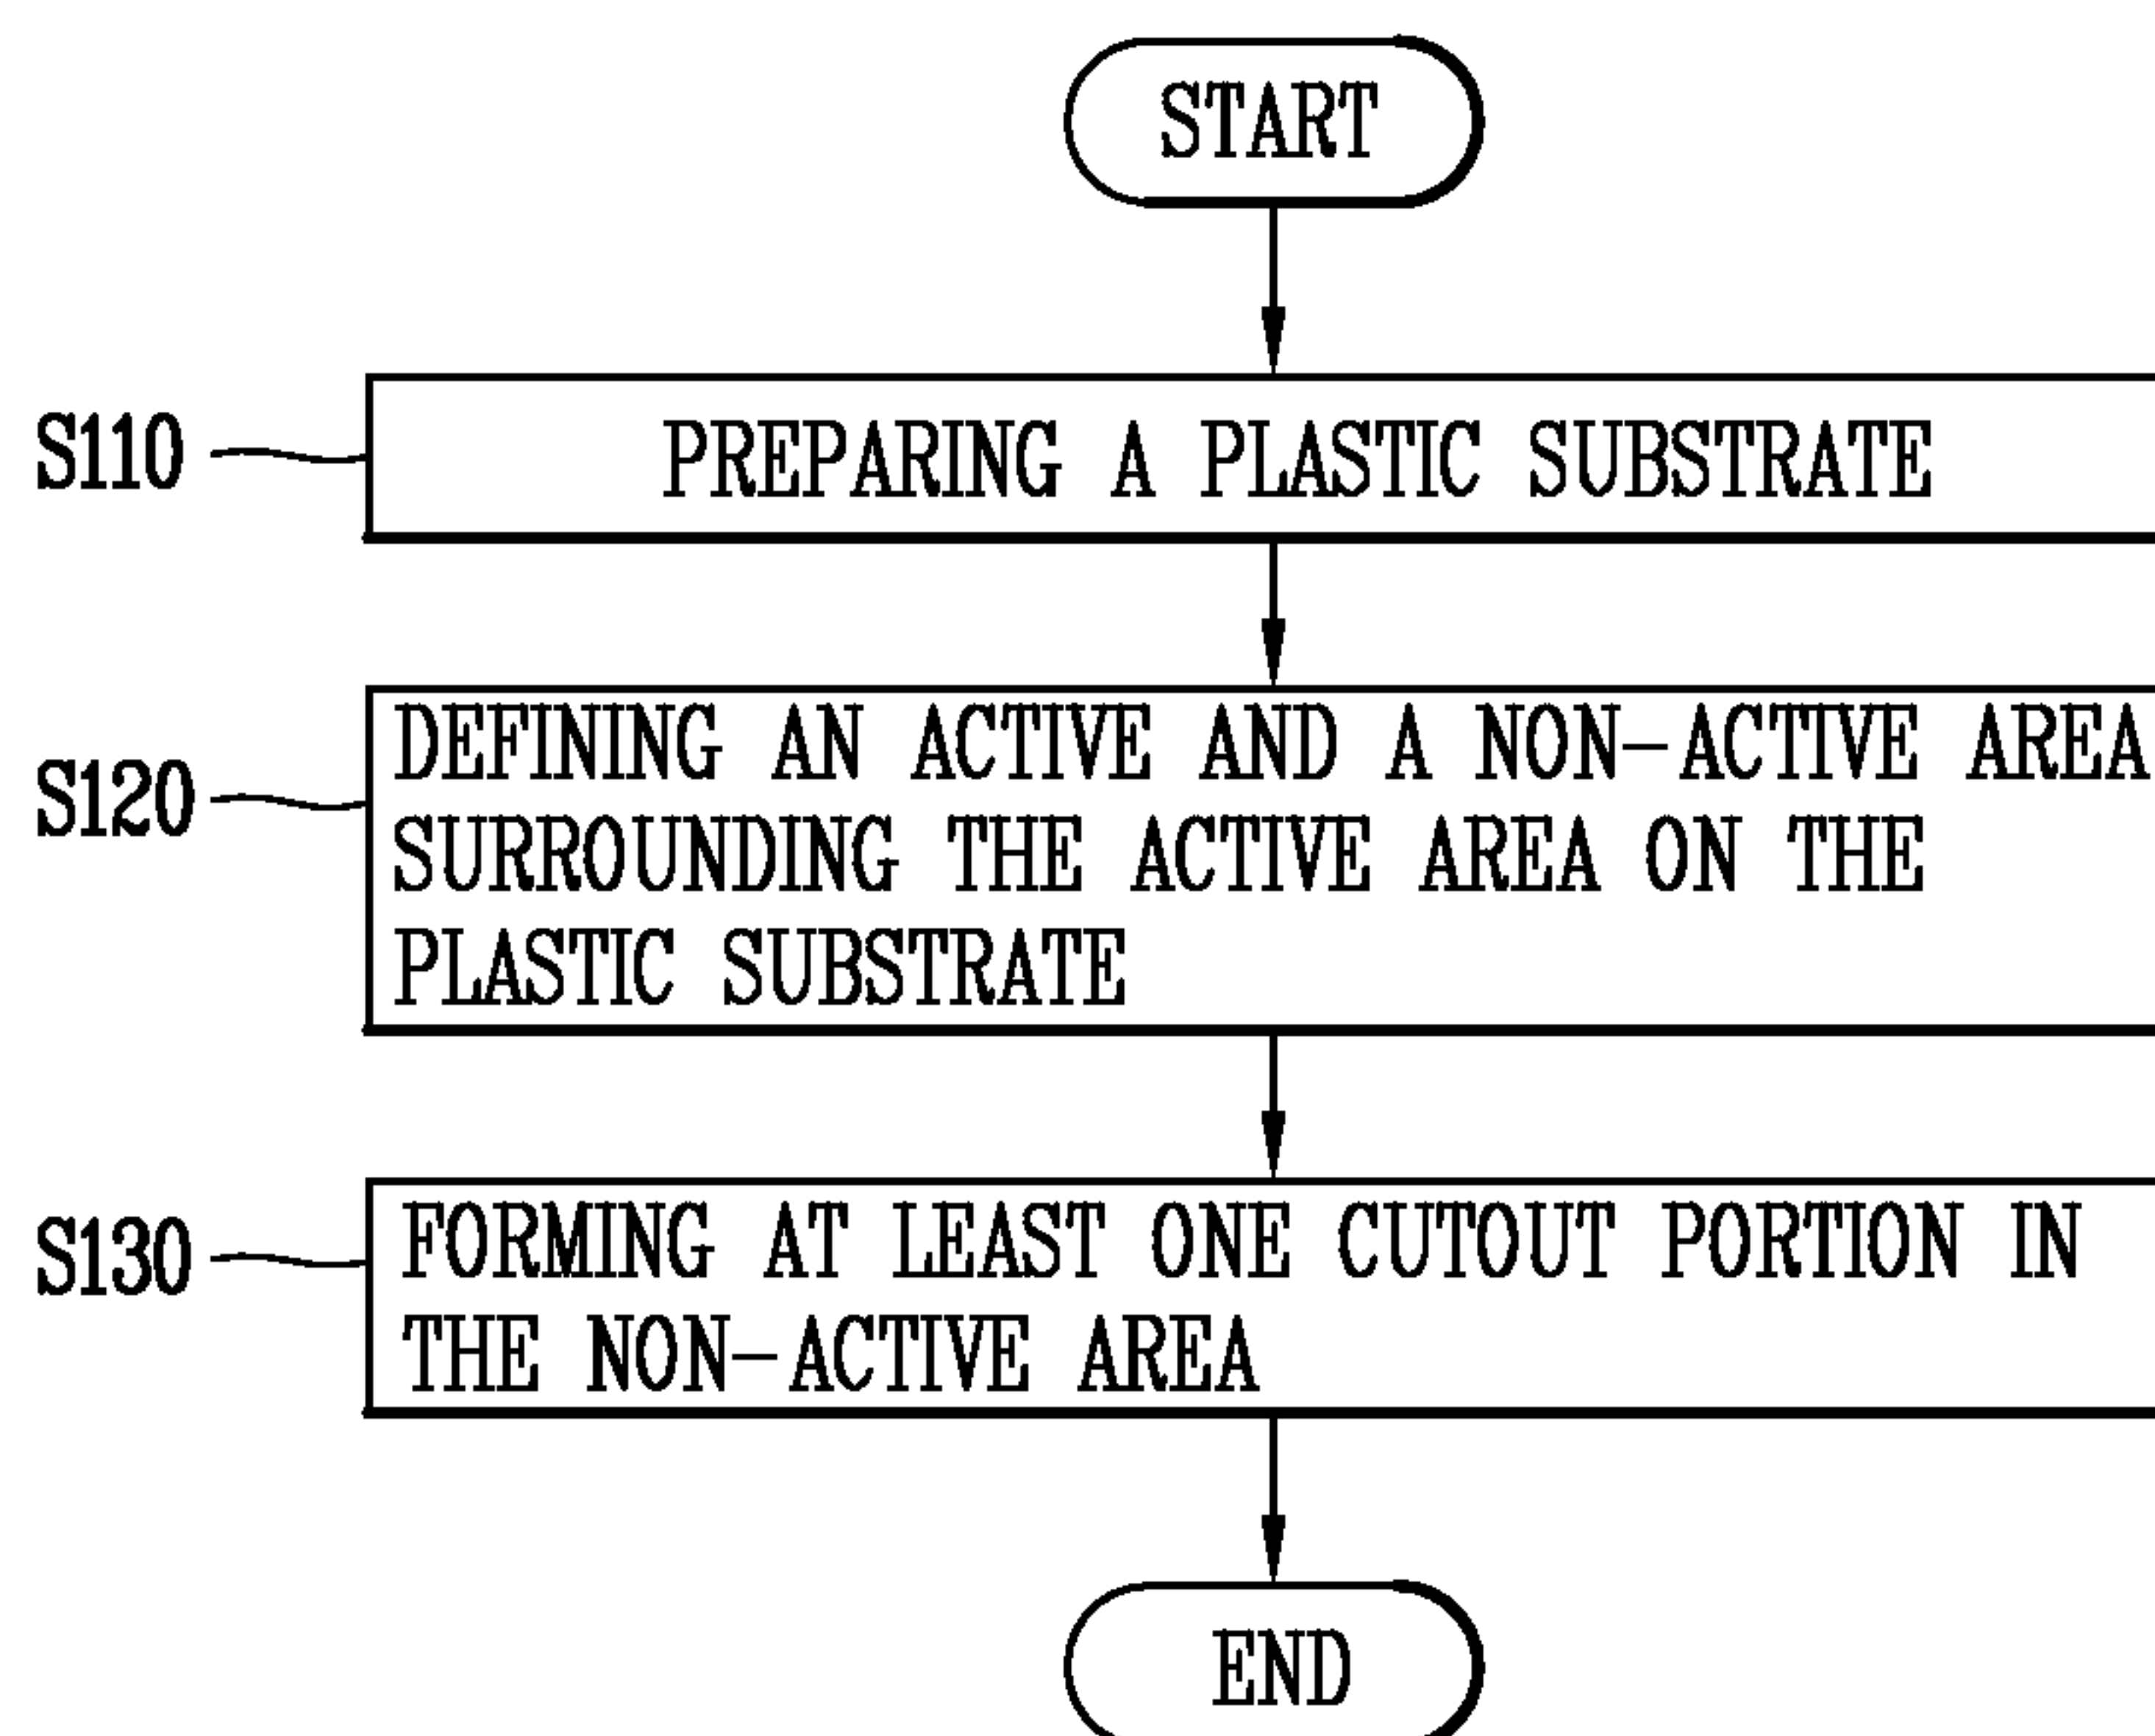 START
S110
PREPARING A PLASTIC SUBSTRATE
S120
DEFINING AN ACTIVE AND A NON-ACTIVE AREA
SURROUNDING THE ACTIVE AREA ON THE
PLASTIC SUBSTRATE
S130
FORMING AT LEAST ONE CUTOUT PORTION IN
THE NON-ACTIVE AREA
END